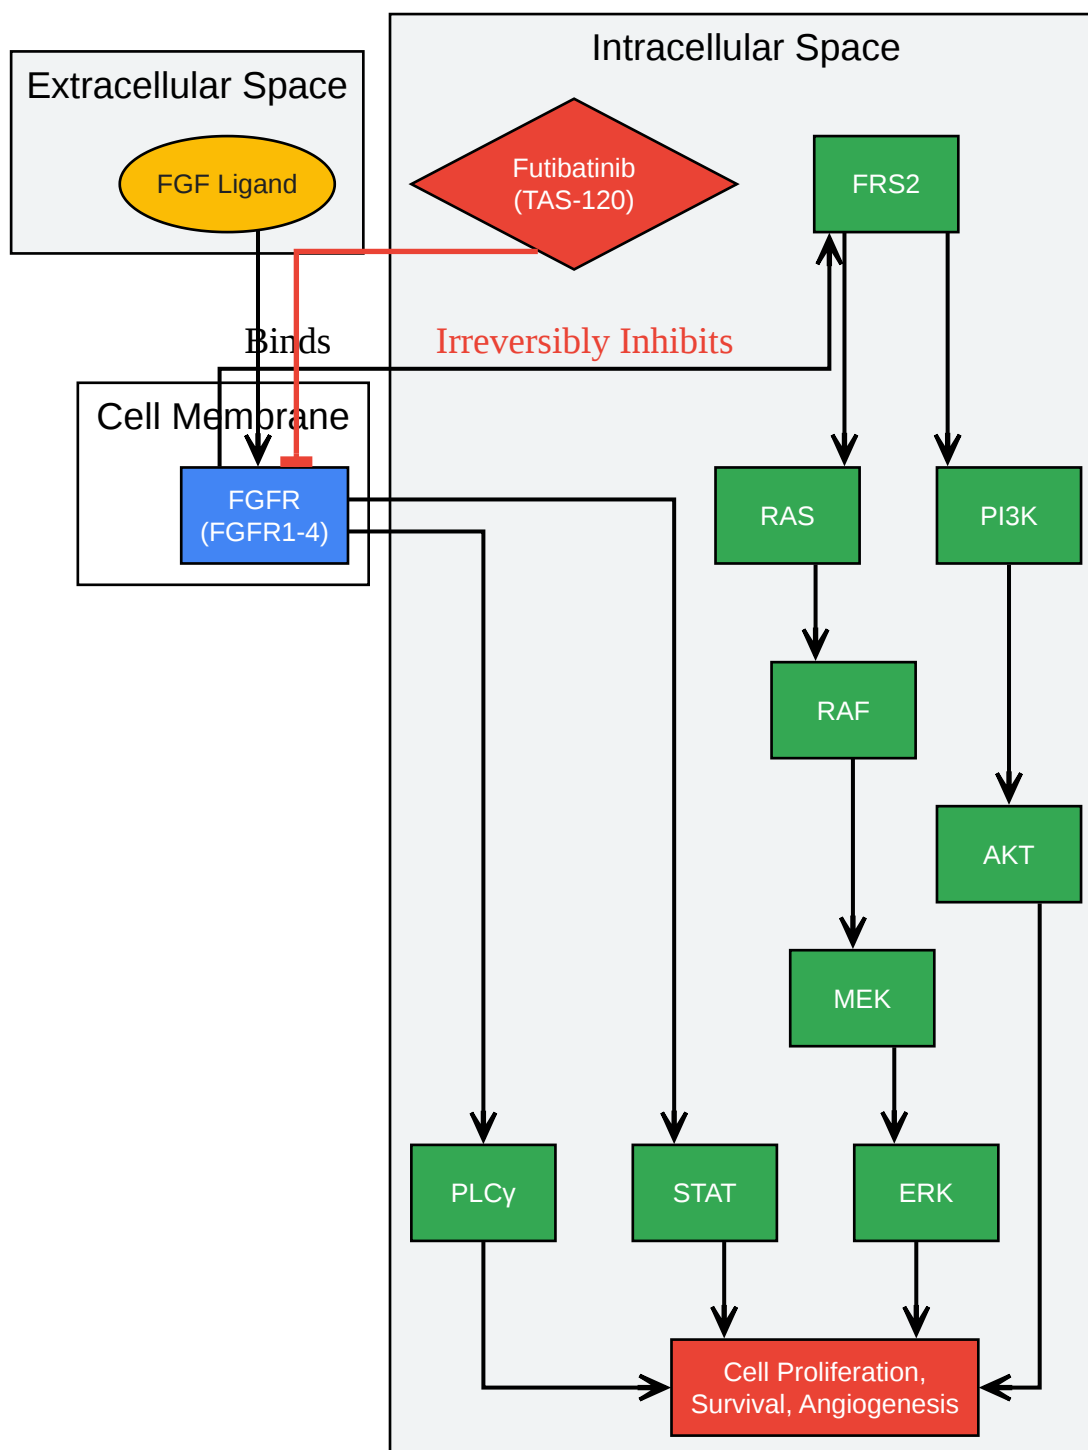 Intracellular Space
Extracellular Space
FGF Ligand
Futibatinib
(TAS-120)
FRS2
Binds
Irreversibly Inhibits
Cell Membrane
FGFR
(FGFR1-4)
RAS
PI3K
RAF
AKT
MEK
PLCγ
STAT
ERK
Cell Proliferation,
Survival, Angiogenesis